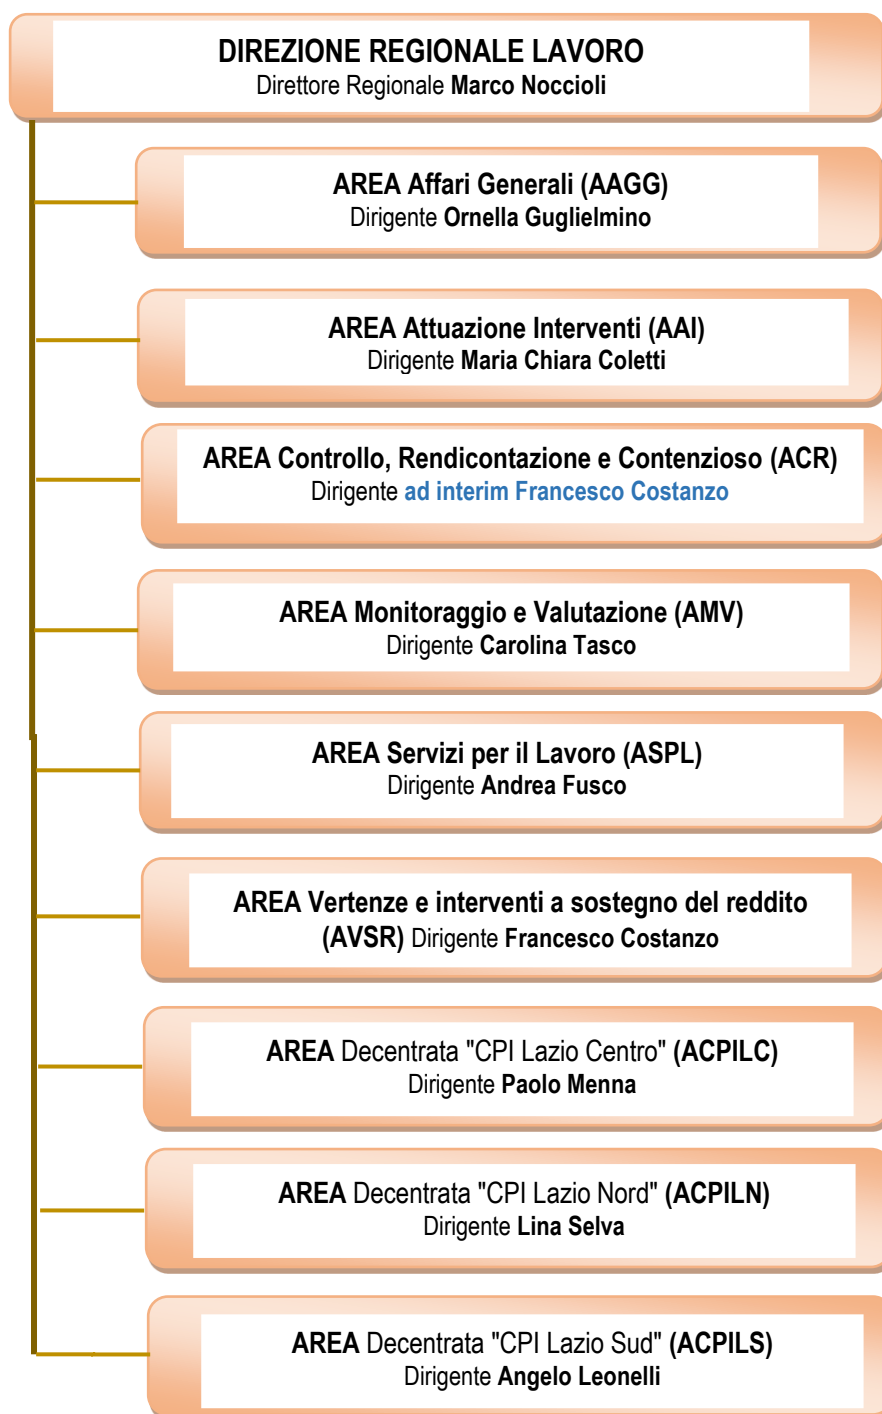 DIREZIONE REGIONALE LAVORO
Direttore Regionale Marco Noccioli
AREA Affari Generali (AAGG)
Dirigente Ornella Guglielmino
AREA Attuazione Interventi (AAI)
Dirigente Maria Chiara Coletti
AREA Controllo, Rendicontazione e Contenzioso (ACR)
Dirigente ad interim Francesco Costanzo
AREA Monitoraggio e Valutazione (AMV)
Dirigente Carolina Tasco
AREA Servizi per il Lavoro (ASPL)
Dirigente Andrea Fusco
AREA Vertenze e interventi a sostegno del reddito
(AVSR) Dirigente Francesco Costanzo
AREA Decentrata "CPI Lazio Centro" (ACPILC)
Dirigente Paolo Menna
AREA Decentrata "CPI Lazio Nord" (ACPILN)
Dirigente Lina Selva
AREA Decentrata "CPI Lazio Sud" (ACPILS)
Dirigente Angelo Leonelli